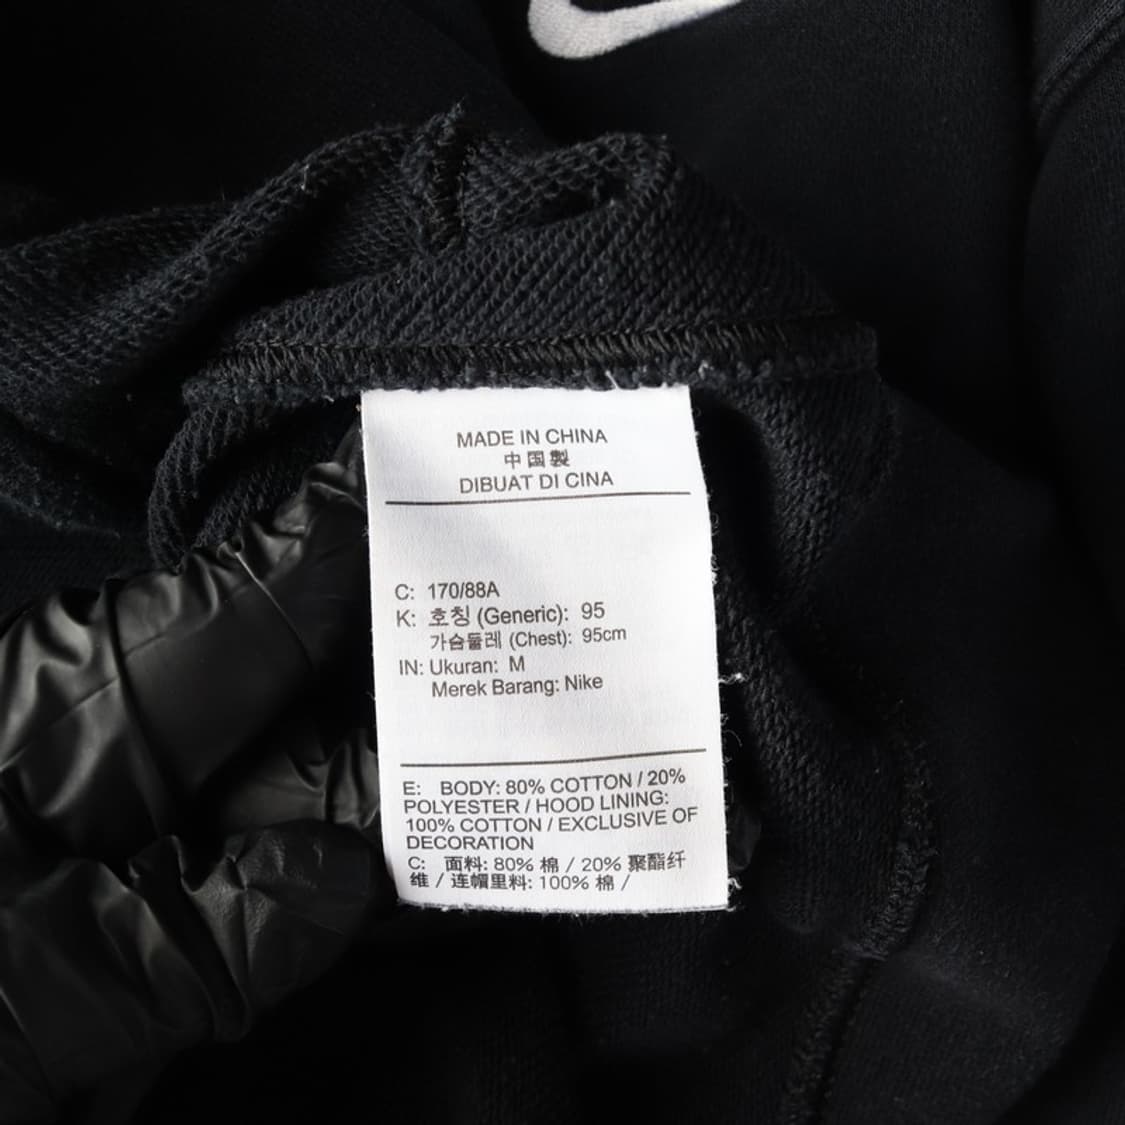 MADE IN CHINA
中国製
DIBUAT DI CINA
C: 170/88A
K: 호칭 (Generic): 95
가슴둘레 (Chest): 95cm
IN: Ukuran: M
Merek Barang: Nike
E: BODY: 80% COTTON / 20%
POLYESTER / HOOD LINING:
100% COTTON / EXCLUSIVE OF
DECORATION
C: 面料: 80% 棉 / 20% 聚酯纤
维 / 连帽里料: 100% 棉 /